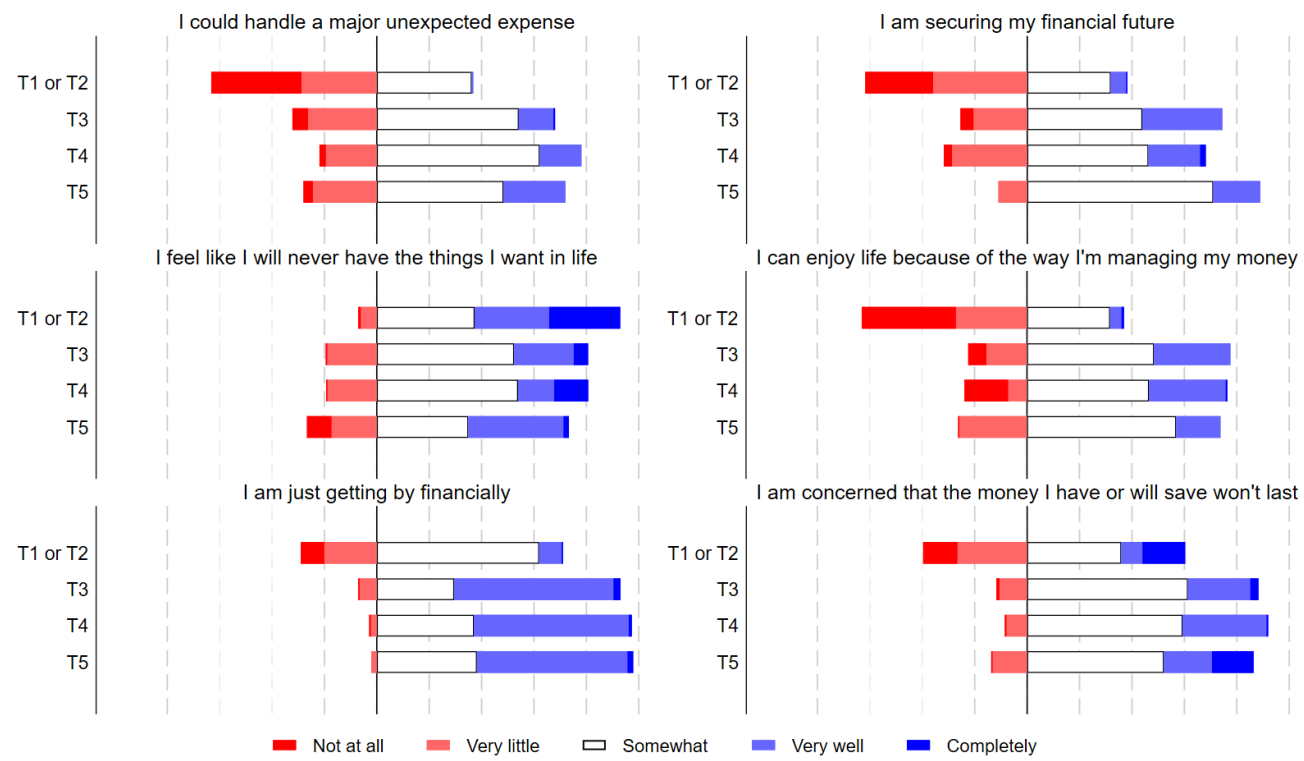 I could handle a major unexpected expense
T1 or T2
T3
T4
T5
I am securing my financial future
T1 or T2
T3
T4
T5
I feel like I will never have the things I want in life
T1 or T2
T3
T4
T5
I can enjoy life because of the way I'm managing my money
T1 or T2
T3
T4
T5
I am just getting by financially
T1 or T2
T3
T4
T5
I am concerned that the money I have or will save won't last
T1 or T2
T3
T4
T5
Not at all Very little Somewhat Very well Completely